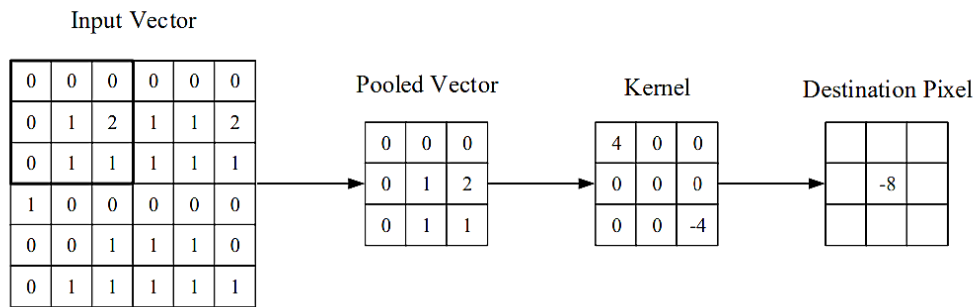 Input Vector
Pooled Vector
Kernel
Destination Pixel
0 0 0 0 0 0
0 1 2 1 1 2
0 1 1 1 1 1
1 0 0 0 0 0
0 0 1 1 1 0
0 1 1 1 1 1
0 0 0
0 1 2
0 1 1
4 0 0
0 0 0
0 0 -4
-8